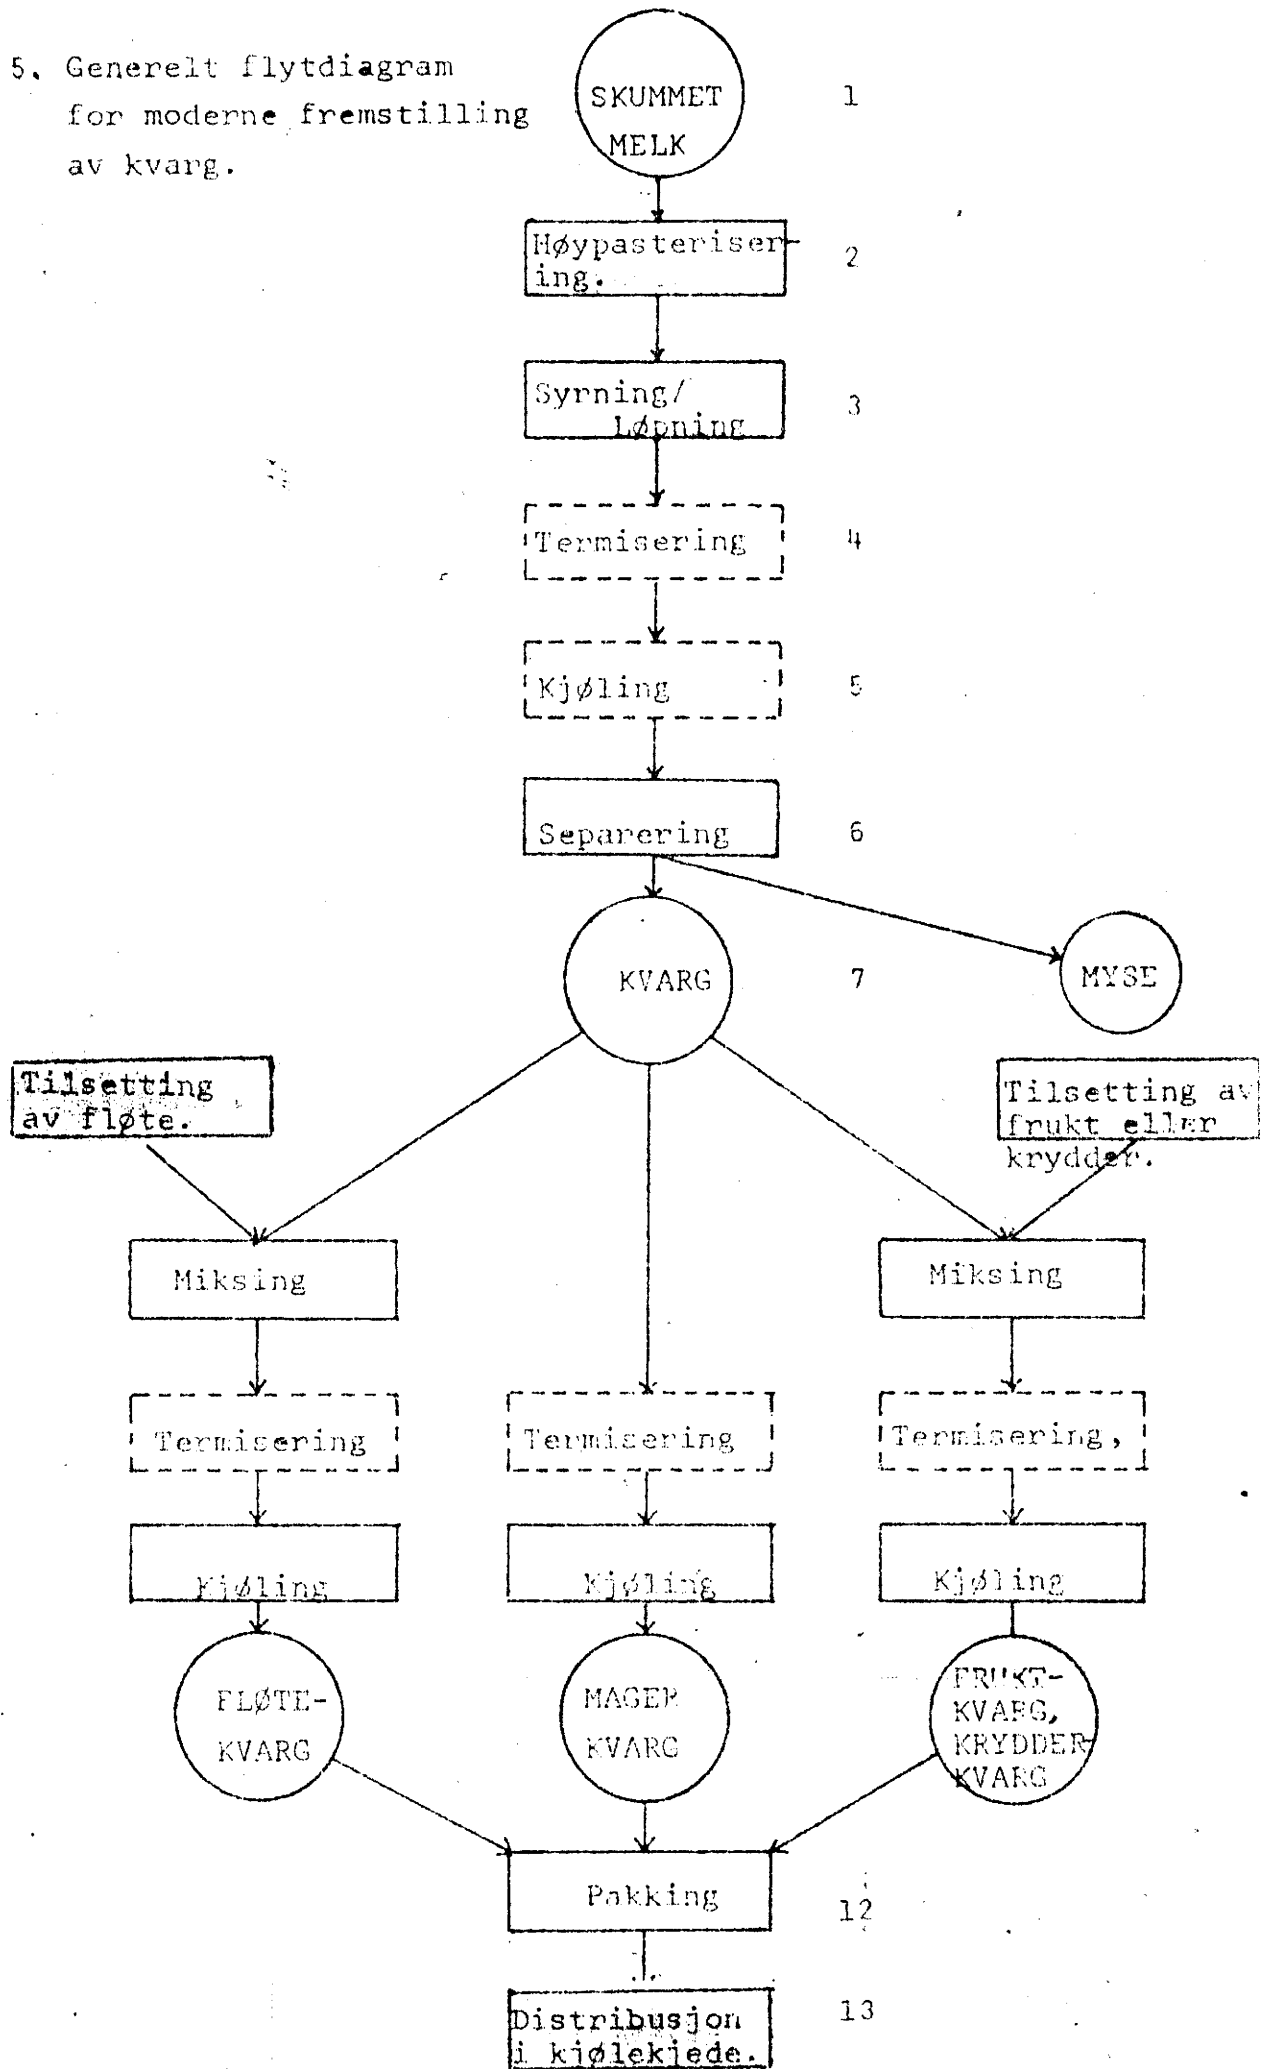 5. Generelt flytdiagram
for moderne fremstilling
av kvarg.
SKUMMET
MELK
1
Høypasteriser-
ing.
2
Syrning/
Løpning
3
Termisering
4
Kjøling
5
Separering
6
KVARG
7
MYSE
Tilsetting
av fløte.
Tilsetting av
frukt eller
krydder.
Miksing
Miksing
Termisering
Termisering
Termisering,
Kjøling
Kjøling
Kjøling
FLØTE-
KVARG
MAGER
KVARG
FRUKT-
KVARG,
KRYDDER-
KVARG
Pakking
12
Distribusjon
i kjølekjede.
13